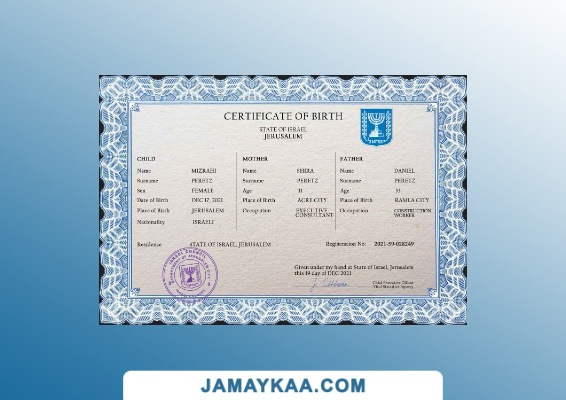 CERTIFICATE OF BIRTH
STATE OF ISRAEL
JERUSALEM
CHILD
Name MIZRAHI
Surname PERETZ
Sex FEMALE
Date of Birth DEC 17, 2021
Place of Birth JERUSALEM
Nationality ISRAELI
MOTHER
Name SHIRA
Surname PERETZ
Age 31
Place of Birth ACRE CITY
Occupation EXECUTIVE
CONSULTANT
FATHER
Name DANIEL
Surname PERETZ
Age 33
Place of Birth RAMLA CITY
Occupation CONSTRUCTION
WORKER
Residence STATE OF ISRAEL, JERUSALEM
Registration No: 2021-59-028249
Given under my hand at State of Israel, Jerusalem
this 19 day of DEC 2021
Chief Executive Officer
Vital Statistics Agency
JAMAYKAA.COM